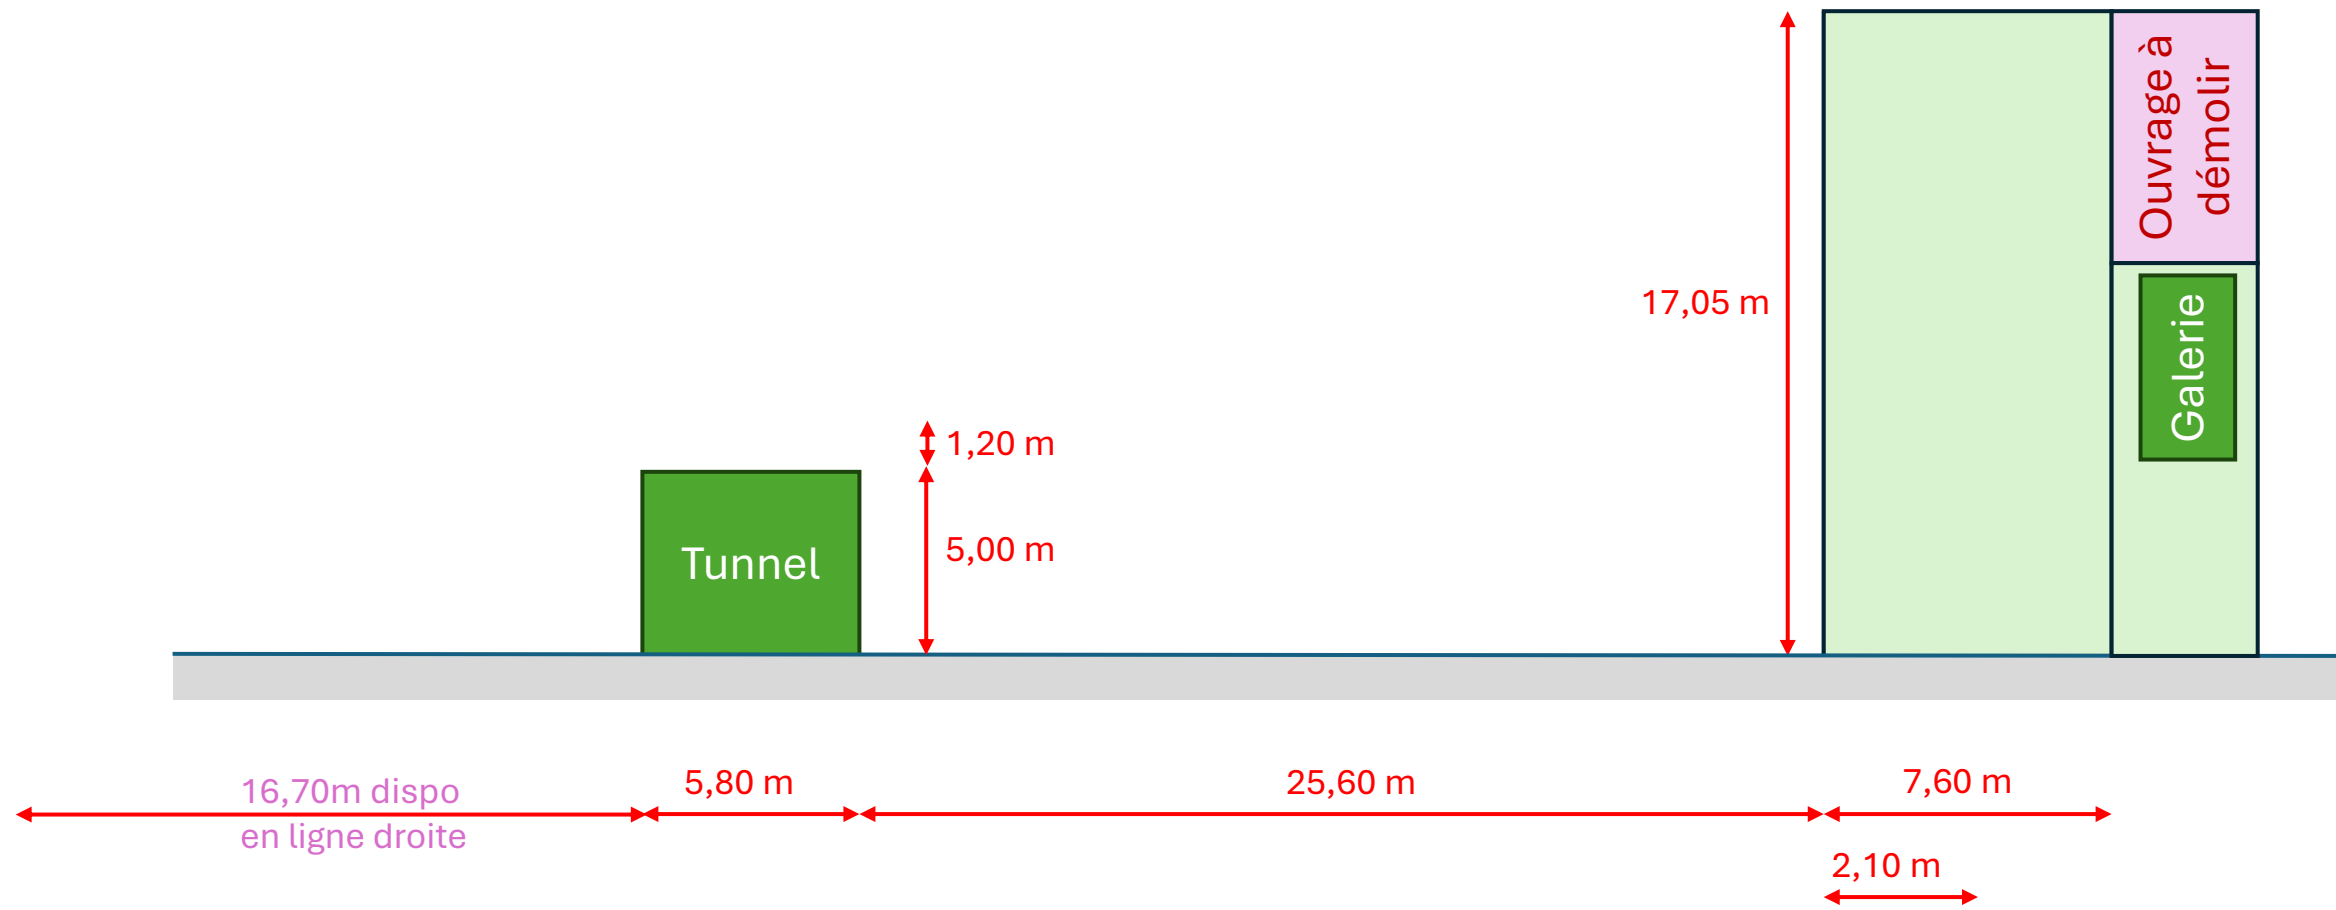 Ouvrage à
démolir
17,05 m
Galerie
1,20 m
5,00 m
Tunnel
16,70m dispo
en ligne droite
5,80 m
25,60 m
7,60 m
2,10 m